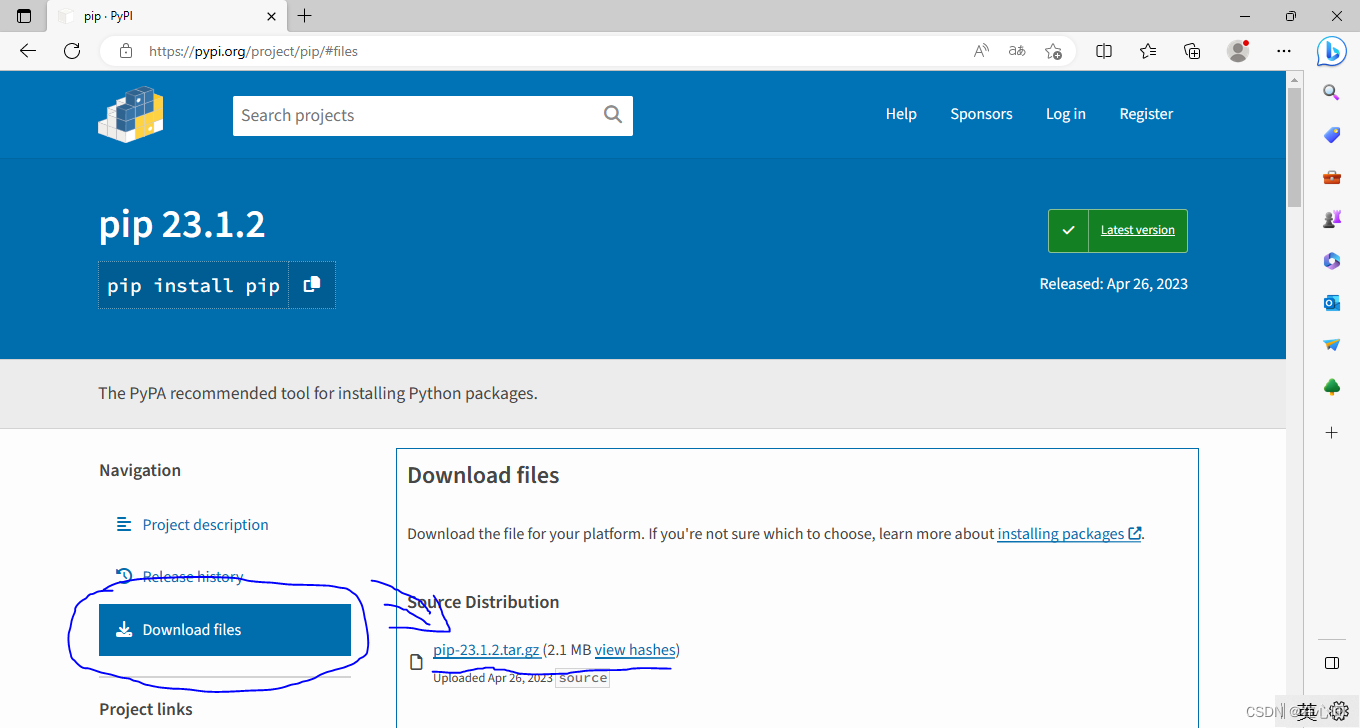 pip · PyPI
https://pypi.org/project/pip/#files
Search projects
Help
Sponsors
Log in
Register
pip 23.1.2
Latest version
pip install pip
Released: Apr 26, 2023
The PyPA recommended tool for installing Python packages.
Navigation
Project description
Release history
Download files
Project links
Download files
Download the file for your platform. If you're not sure which to choose, learn more about installing packages.
Source Distribution
pip-23.1.2.tar.gz (2.1 MB view hashes)
Uploaded Apr 26, 2023 source
CSDN
英